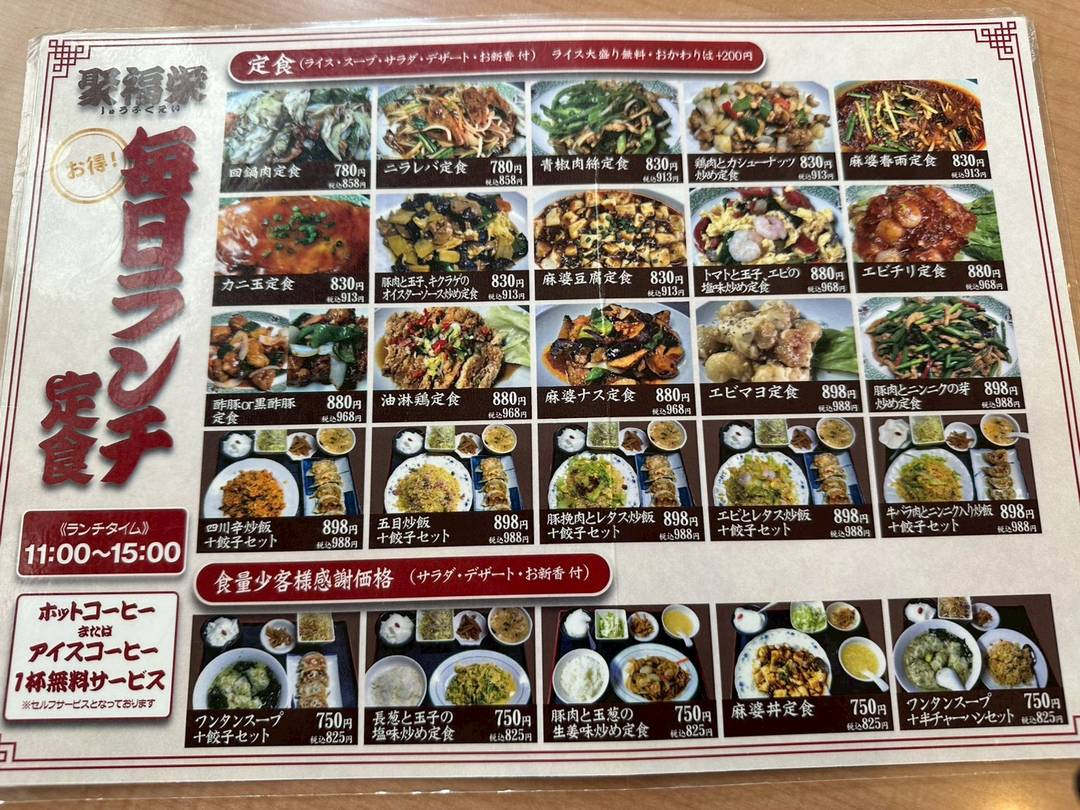 聚福栄
しゅうふくえい
お得!
毎日ランチ
定食
《ランチタイム》
11:00～15:00
ホットコーヒー
または
アイスコーヒー
1杯無料サービス
※セルフサービスとなっております
定食(ライス・スープ・サラダ・デザート・お新香 付) ライス大盛り無料・おかわりは+200円
回鍋肉定食 780円
税込858円
ニラレバ定食 780円
税込858円
青椒肉絲定食 830円
税込913円
鶏肉とカシューナッツ
炒め定食 830円
税込913円
麻婆春雨定食 830円
税込913円
カニ玉定食 830円
税込913円
豚肉と玉子、キクラゲの
オイスターソース炒め定食 830円
税込913円
麻婆豆腐定食 830円
税込913円
トマトと玉子、エビの
塩味炒め定食 880円
税込968円
エビチリ定食 880円
税込968円
酢豚or黒酢豚
定食 880円
税込968円
油淋鶏定食 880円
税込968円
麻婆ナス定食 880円
税込968円
エビマヨ定食 898円
税込988円
豚肉とニンニクの芽
炒め定食 898円
税込988円
四川辛炒飯
+餃子セット 898円
税込988円
五目炒飯
+餃子セット 898円
税込988円
豚挽肉とレタス炒飯
+餃子セット 898円
税込988円
エビとレタス炒飯
+餃子セット 898円
税込988円
牛バラ肉とニンニク入り炒飯
+餃子セット 898円
税込988円
食量少客様感謝価格 (サラダ・デザート・お新香 付)
ワンタンスープ
+餃子セット 750円
税込825円
長葱と玉子の
塩味炒め定食 750円
税込825円
豚肉と玉葱の
生姜味炒め定食 750円
税込825円
麻婆丼定食 750円
税込825円
ワンタンスープ
+半チャーハンセット 750円
税込825円